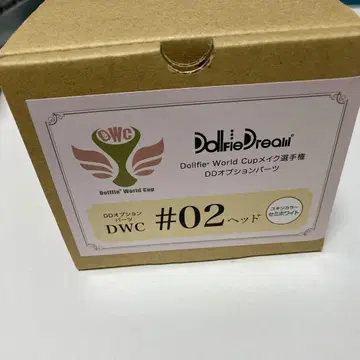 DWC
Dollfie® World Cup
DollfieDream®
Dollfie® World Cupメイク選手権
DDオプションパーツ
DDオプション
パーツ
DWC
#02ヘッド
スキンカラー
セミホワイト